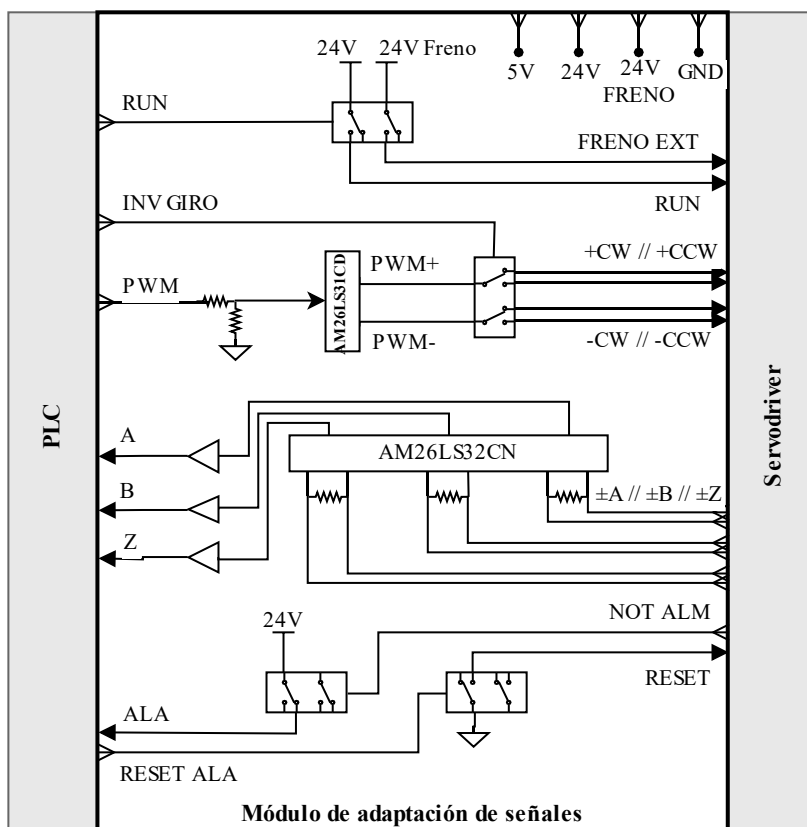 24V 24V Freno
5V 24V 24V GND
FRENO
RUN
FRENO EXT
RUN
INV GIRO
+CW // +CCW
PWM+
PWM
AM26LS31CD
PWM-
-CW // -CCW
PLC
Servodriver
A
AM26LS32CN
B
±A // ±B // ±Z
Z
NOT ALM
24V
RESET
ALA
RESET ALA
Módulo de adaptación de señales